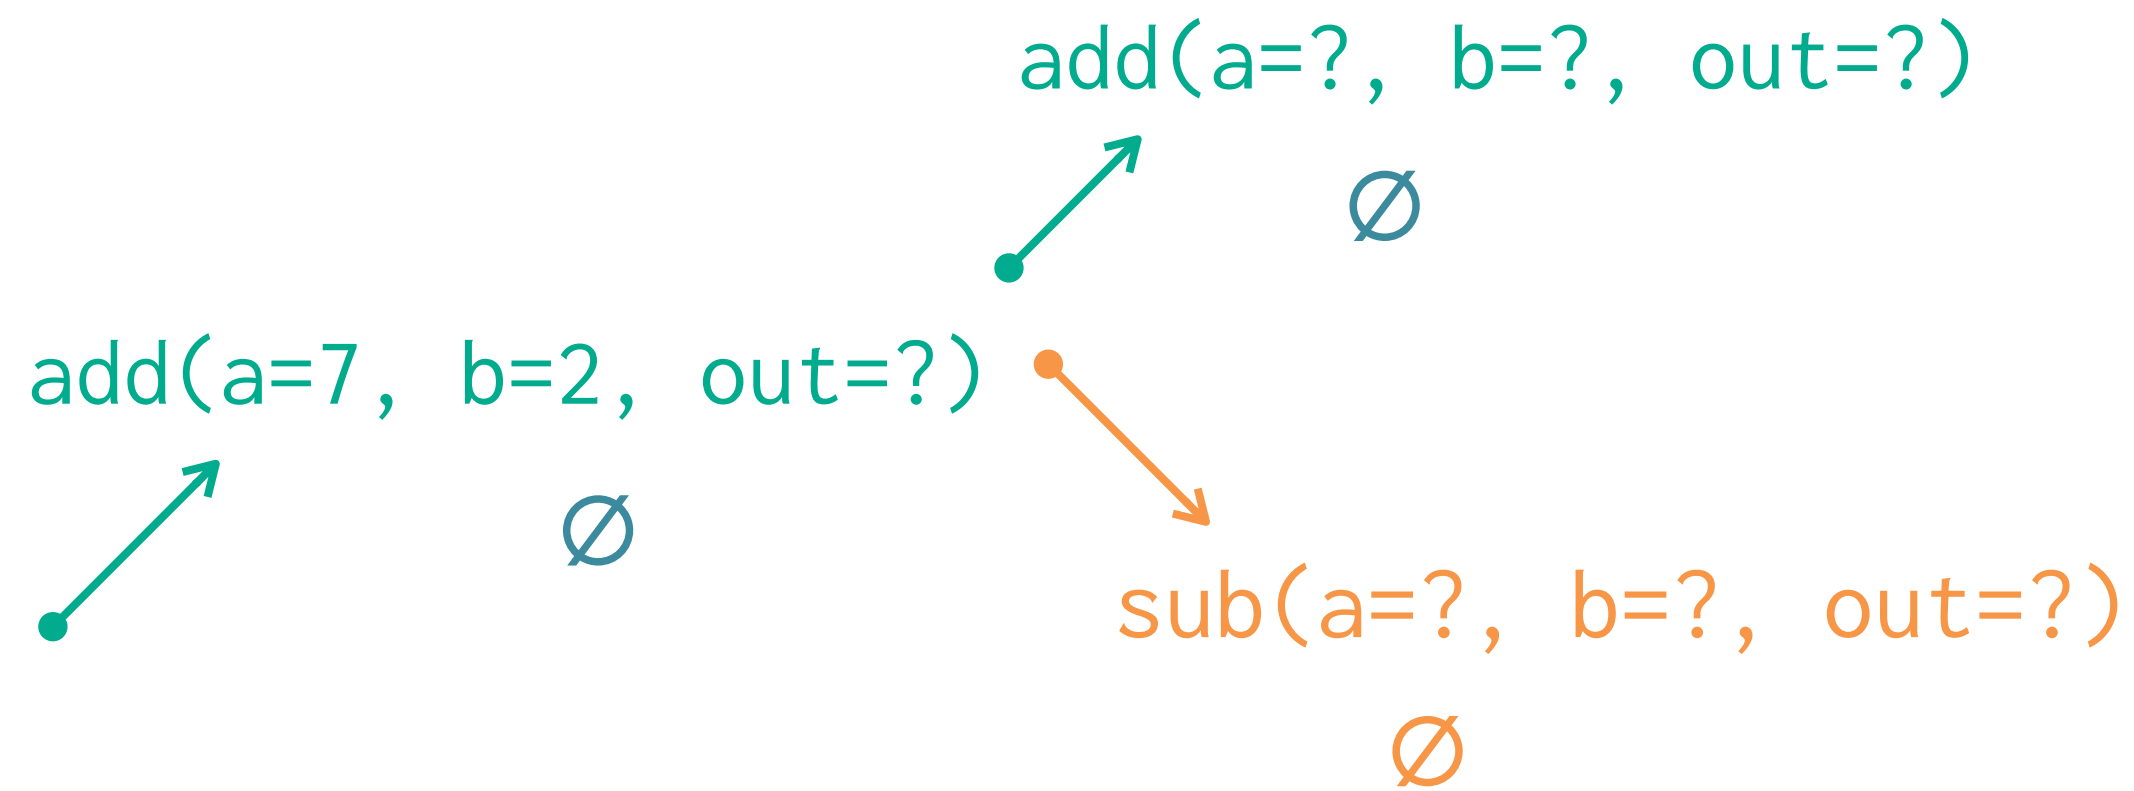 add(a=?, b=?, out=?)
∅
add(a=7, b=2, out=?)
∅
sub(a=?, b=?, out=?)
∅